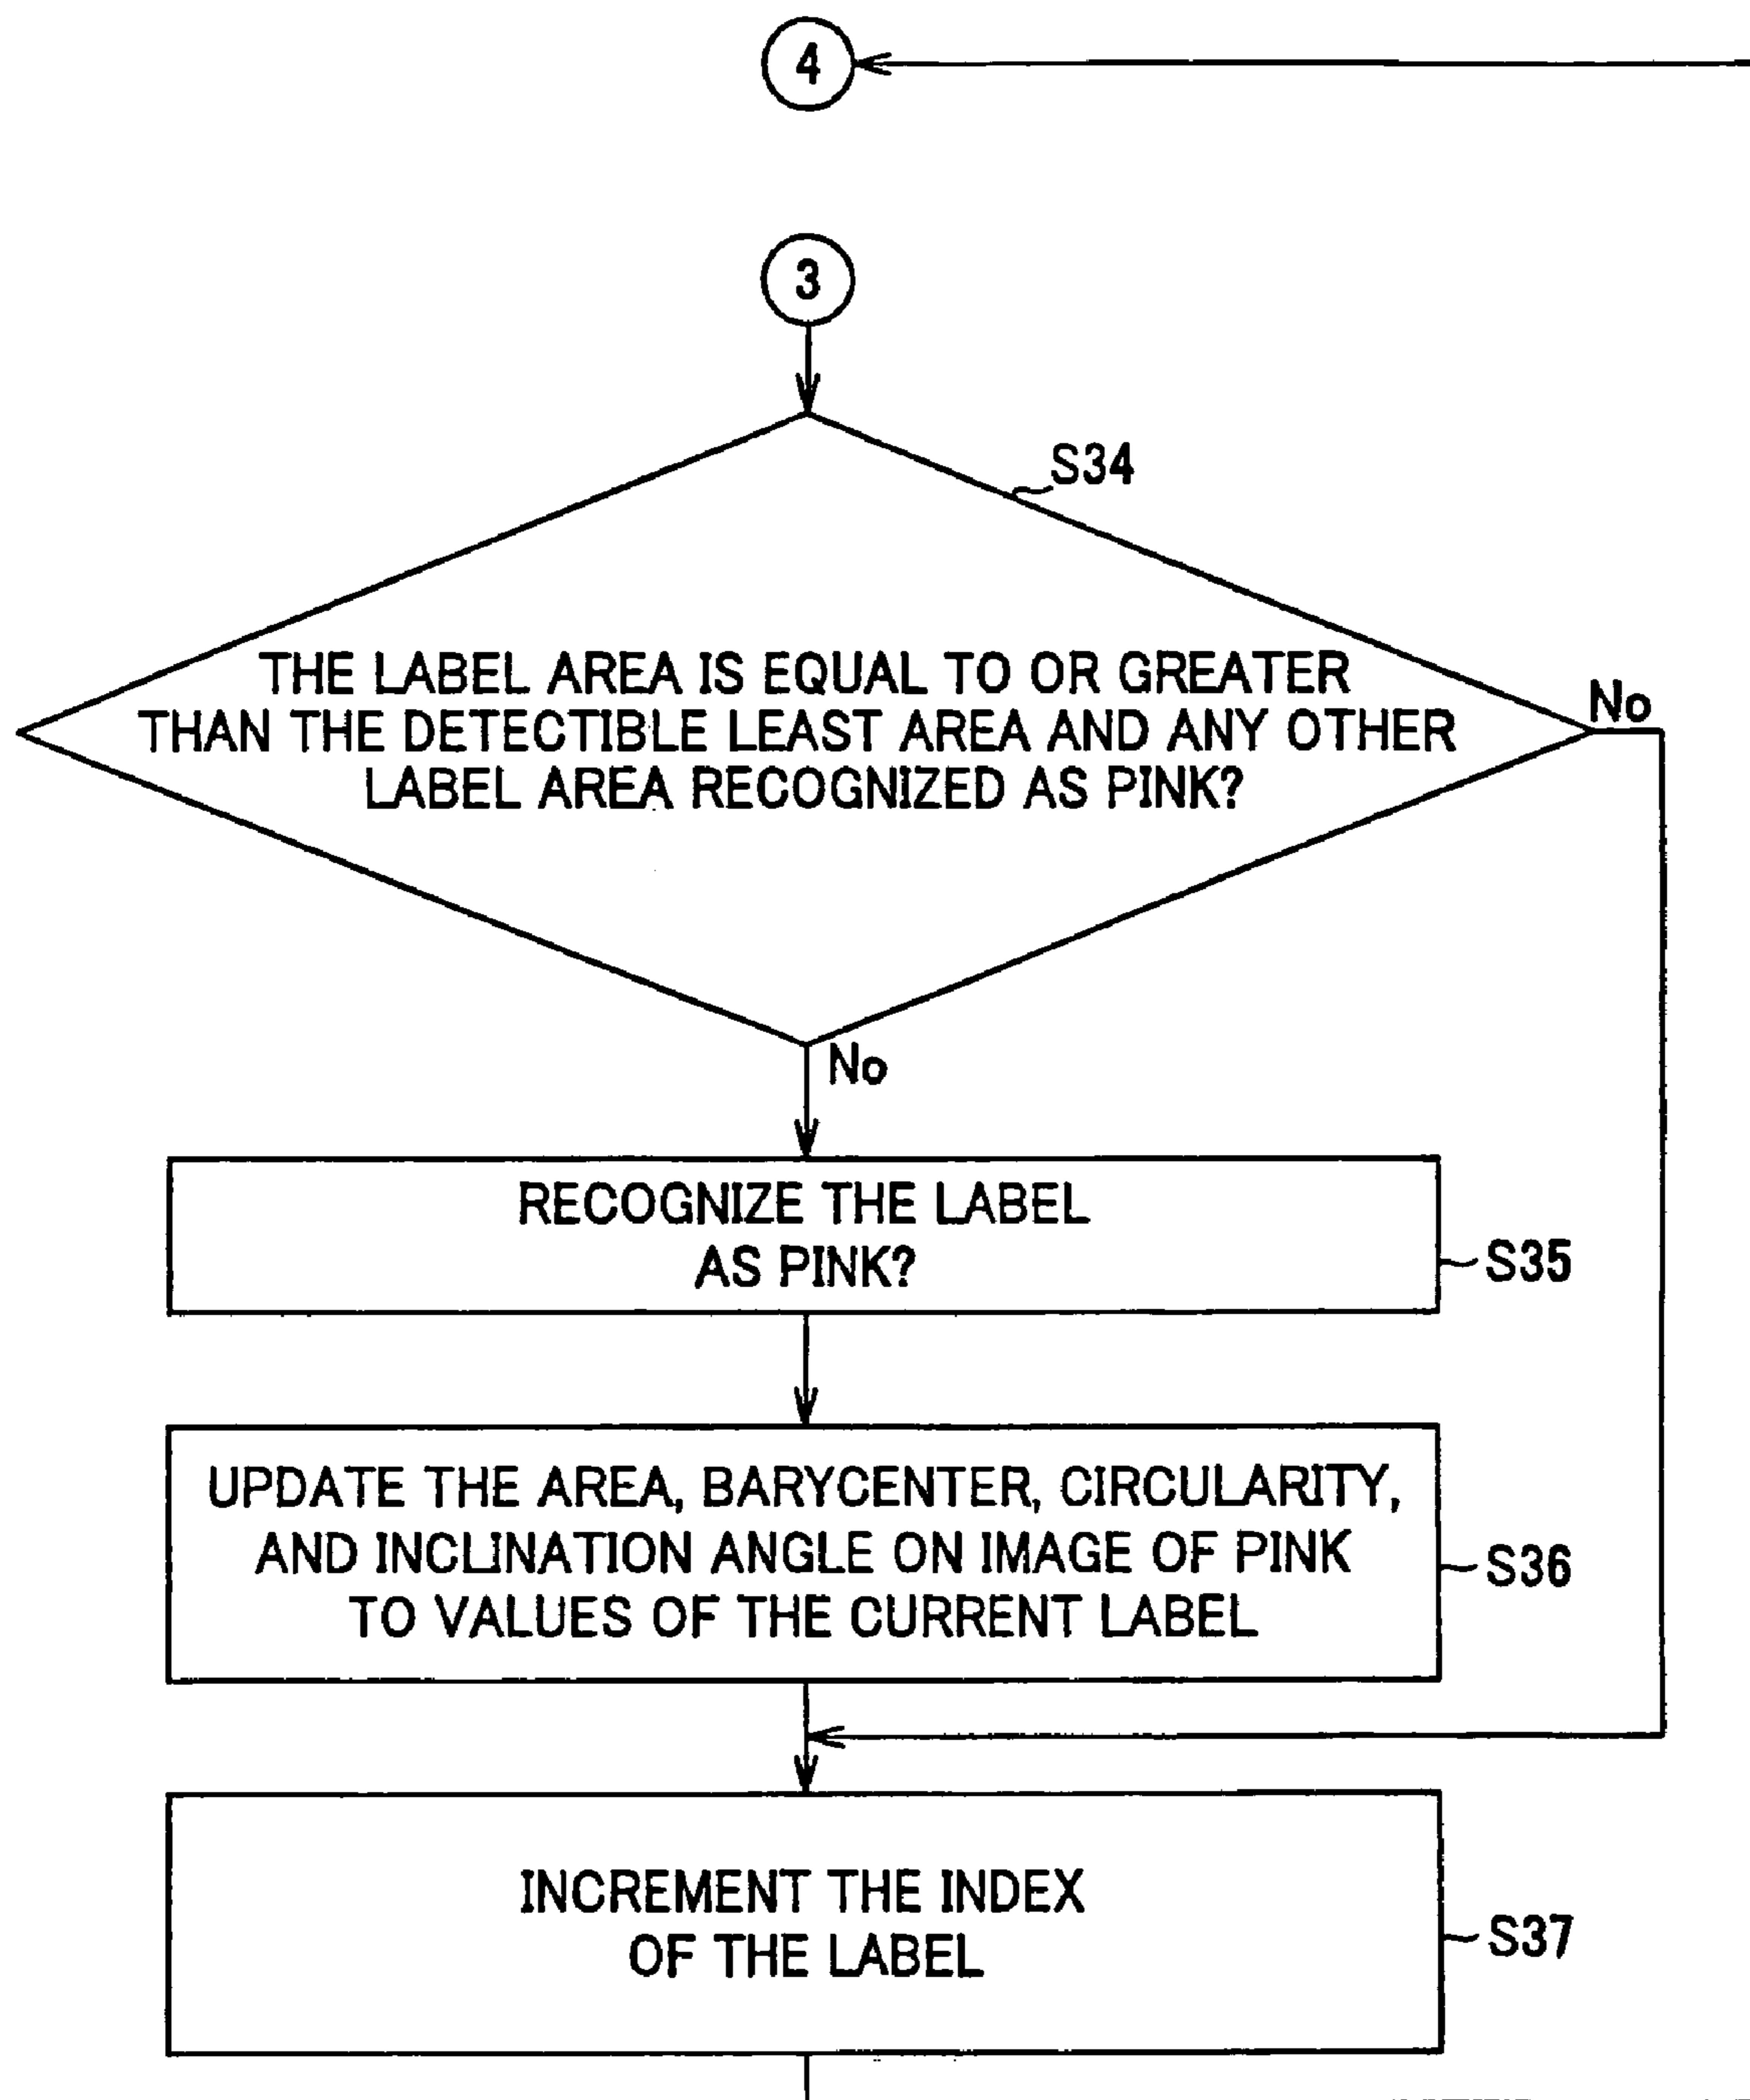 4
3
S34
THE LABEL AREA IS EQUAL TO OR GREATER
THAN THE DETECTIBLE LEAST AREA AND ANY OTHER
LABEL AREA RECOGNIZED AS PINK?
No
No
RECOGNIZE THE LABEL
AS PINK?
S35
UPDATE THE AREA, BARYCENTER, CIRCULARITY,
AND INCLINATION ANGLE ON IMAGE OF PINK
TO VALUES OF THE CURRENT LABEL
S36
INCREMENT THE INDEX
OF THE LABEL
S37